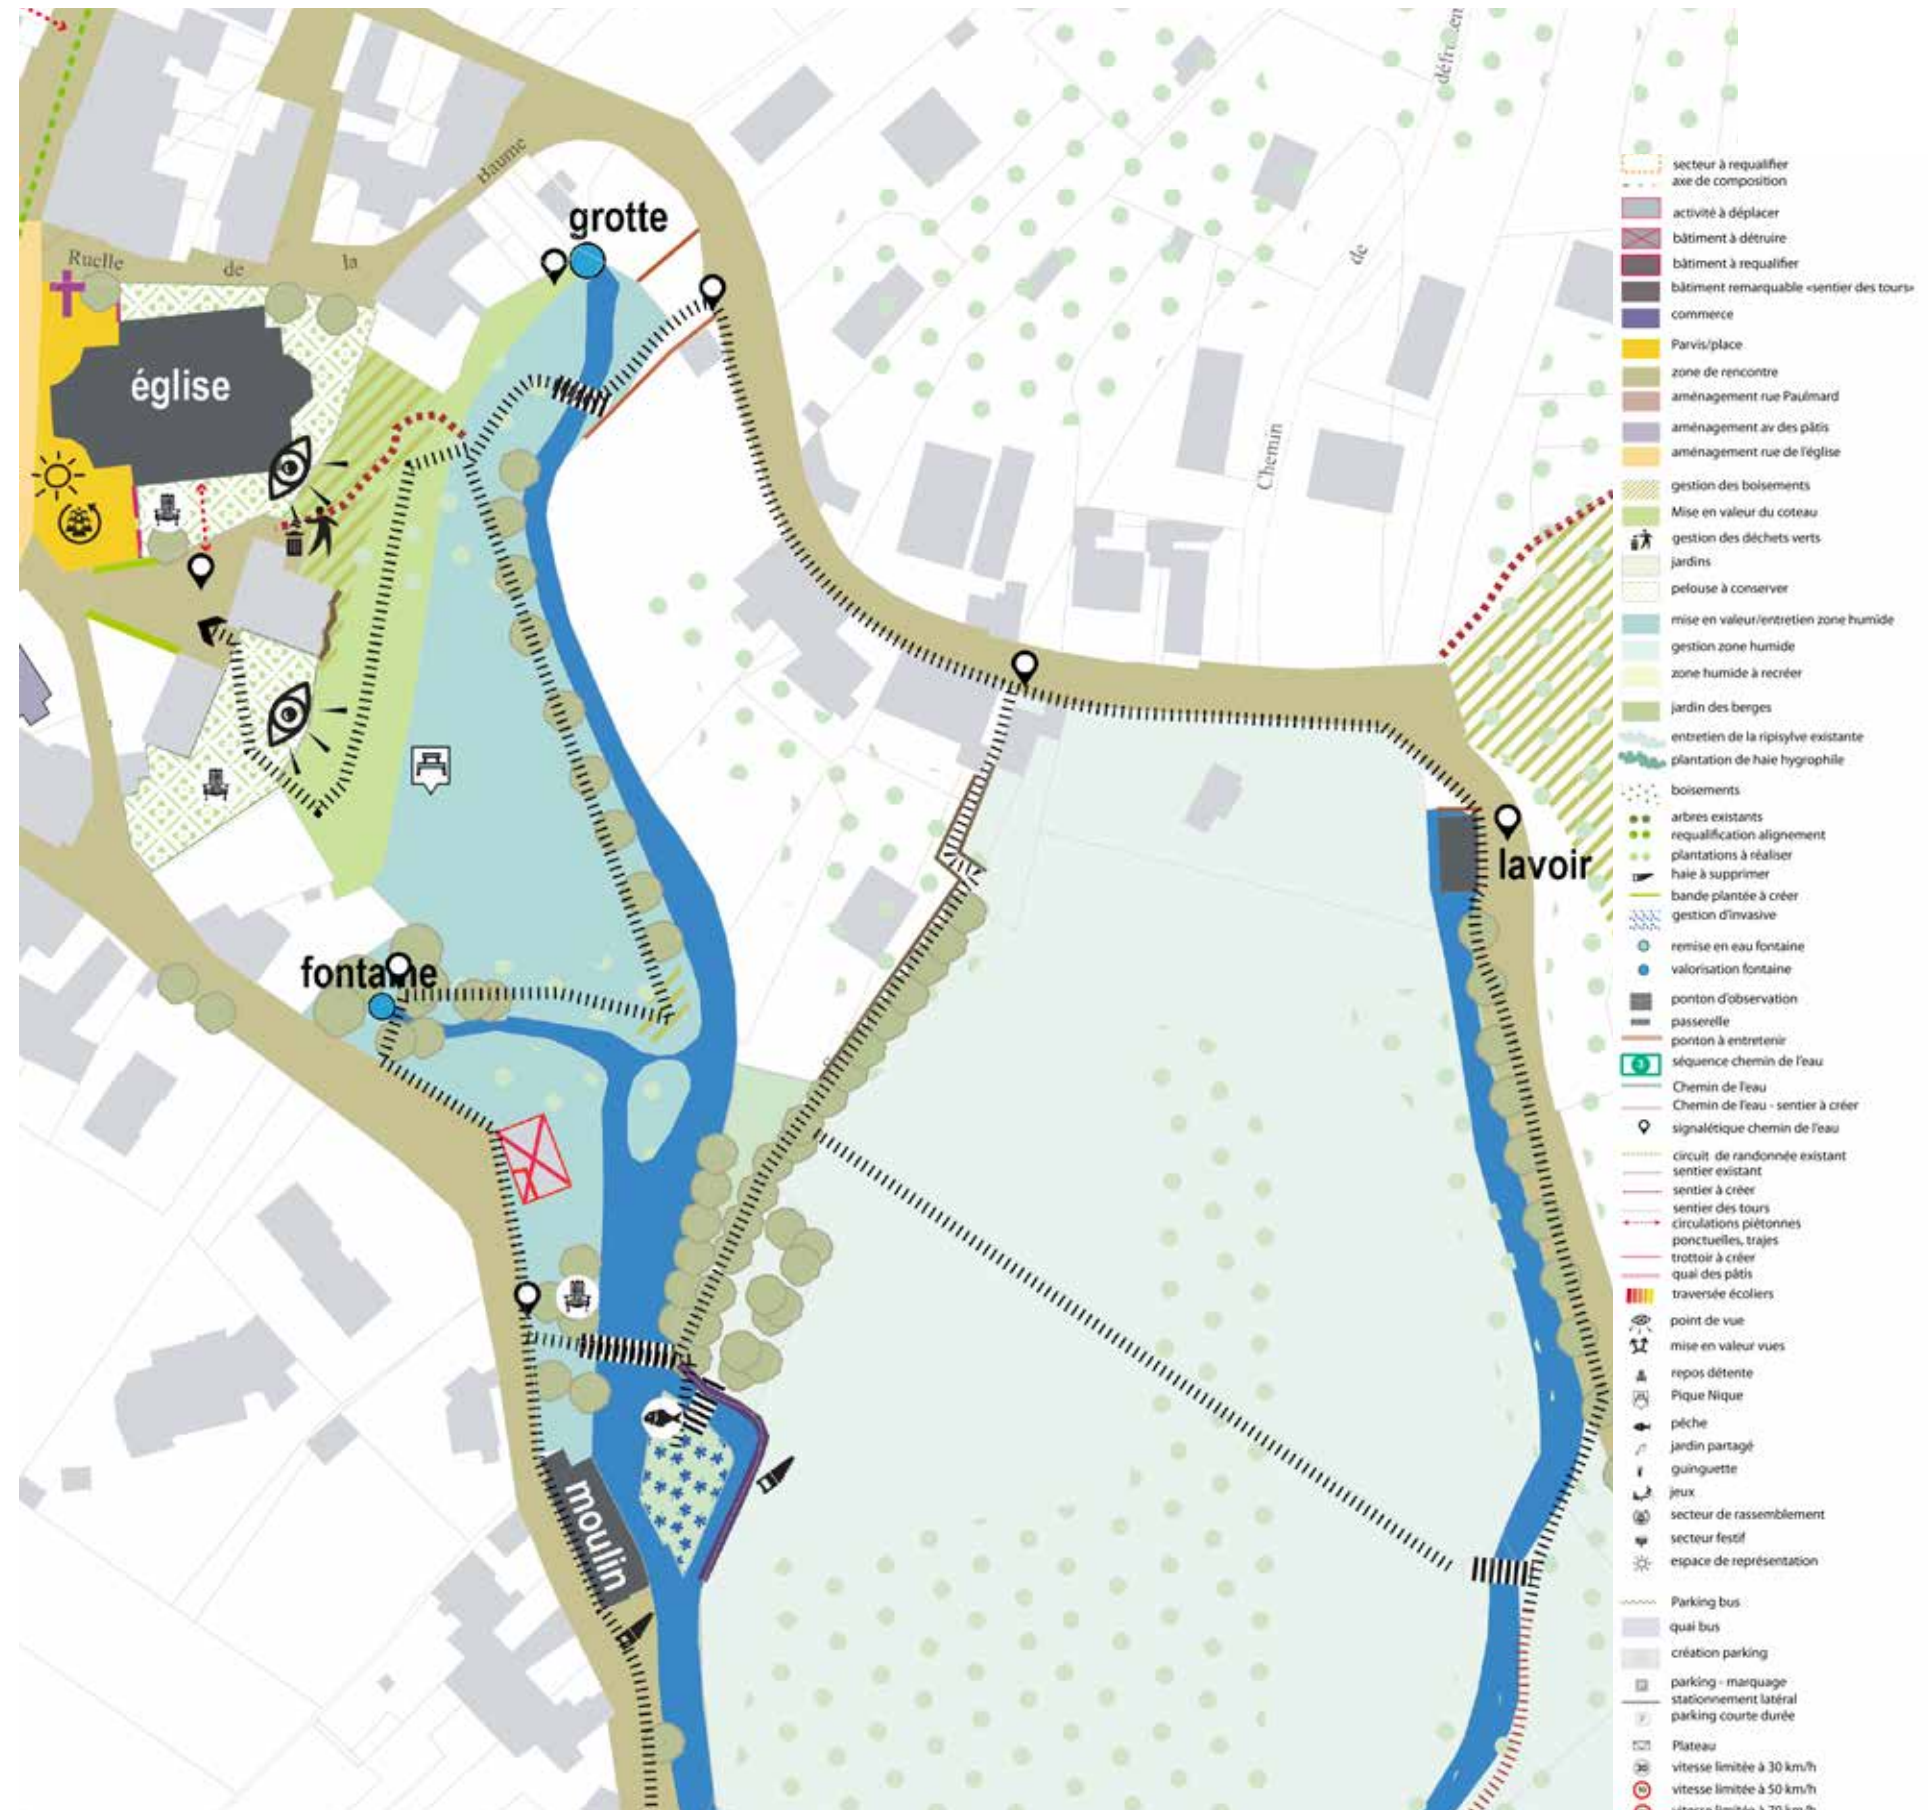 défru
Baume
grotte
Ruelle
de
la
de
église
Chemin
lavoir
fontaine
moulin
secteur à requalifier
axe de composition
activité à déplacer
bâtiment à détruire
bâtiment à requalifier
bâtiment remarquable «sentier des tours»
commerce
Parvis/place
zone de rencontre
aménagement rue Paulmard
aménagement av des pâtis
aménagement rue de l'église
gestion des boisements
Mise en valeur du coteau
gestion des déchets verts
jardins
pelouse à conserver
mise en valeur/entretien zone humide
gestion zone humide
zone humide à recréer
jardin des berges
entretien de la ripisylve existante
plantation de haie hygrophile
boisements
arbres existants
requalification alignement
plantations à réaliser
haie à supprimer
bande plantée à créer
gestion d'invasive
remise en eau fontaine
valorisation fontaine
ponton d'observation
passerelle
ponton à entretenir
séquence chemin de l'eau
Chemin de l'eau
Chemin de l'eau - sentier à créer
signalétique chemin de l'eau
circuit de randonnée existant
sentier existant
sentier à créer
sentier des tours
circulations piétonnes
ponctuelles, trajes
trottoir à créer
quai des pâtis
traversée écoliers
point de vue
mise en valeur vues
repos détente
Pique Nique
pêche
jardin partagé
guinguette
jeux
secteur de rassemblement
secteur festif
espace de représentation
Parking bus
quai bus
création parking
parking - marquage
stationnement latéral
parking courte durée
Plateau
30 vitesse limitée à 30 km/h
vitesse limitée à 50 km/h
vitesse limitée à 70 km/h